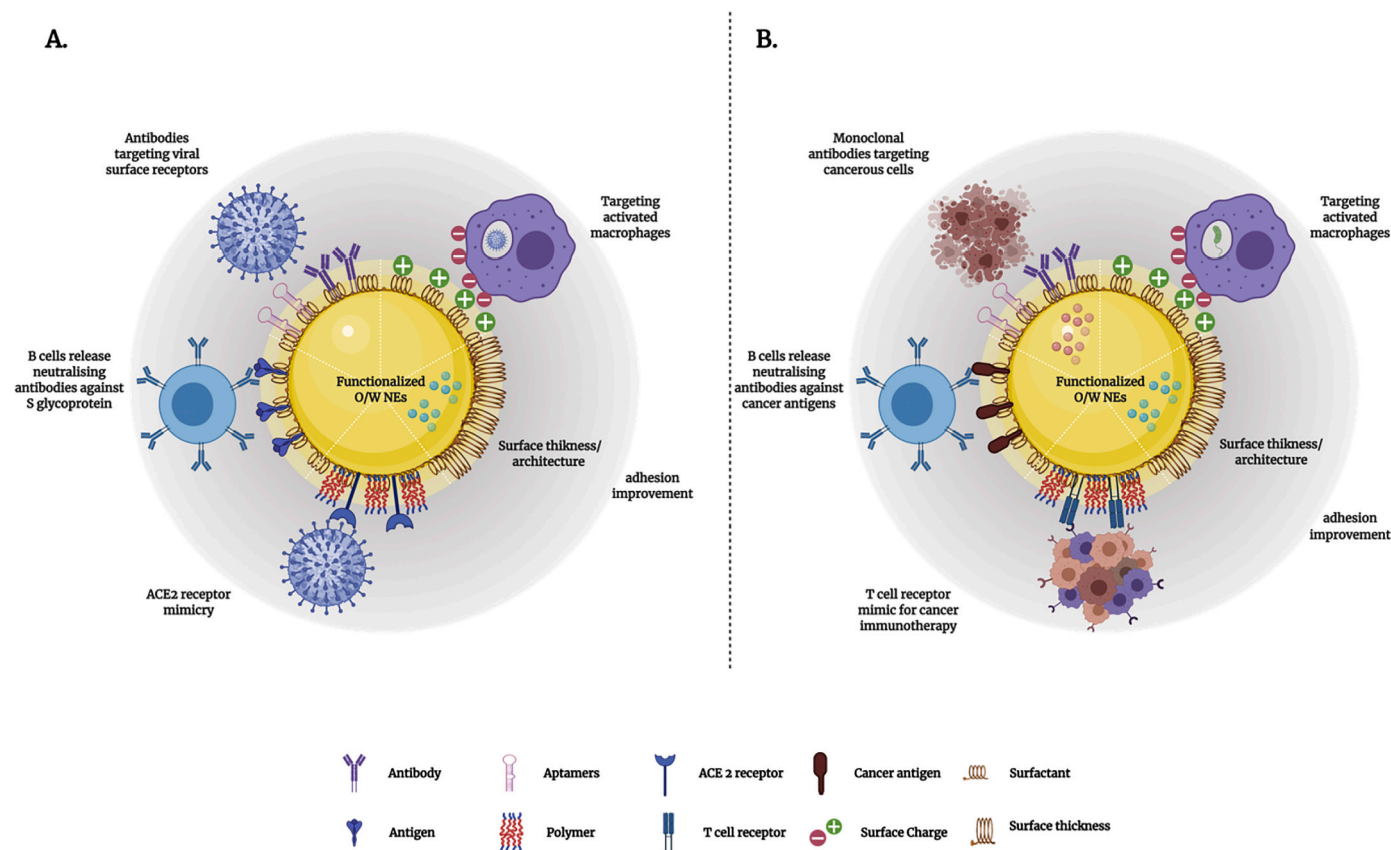 A.
Antibodies
targeting viral
surface receptors
Targeting
activated
macrophages
B cells release
neutralising
antibodies against
S glycoprotein
Functionalized
O/W NEs
Surface thikness/
architecture
adhesion
improvement
ACE2 receptor
mimicry
B.
Monoclonal
antibodies targeting
cancerous cells
Targeting
activated
macrophages
B cells release
neutralising
antibodies against
cancer antigens
Functionalized
O/W NEs
Surface thikness/
architecture
adhesion
improvement
T cell receptor
mimic for cancer
immunotherapy
Antibody
Aptamers
ACE 2 receptor
Cancer antigen
Surfactant
Antigen
Polymer
T cell receptor
Surface Charge
Surface thickness